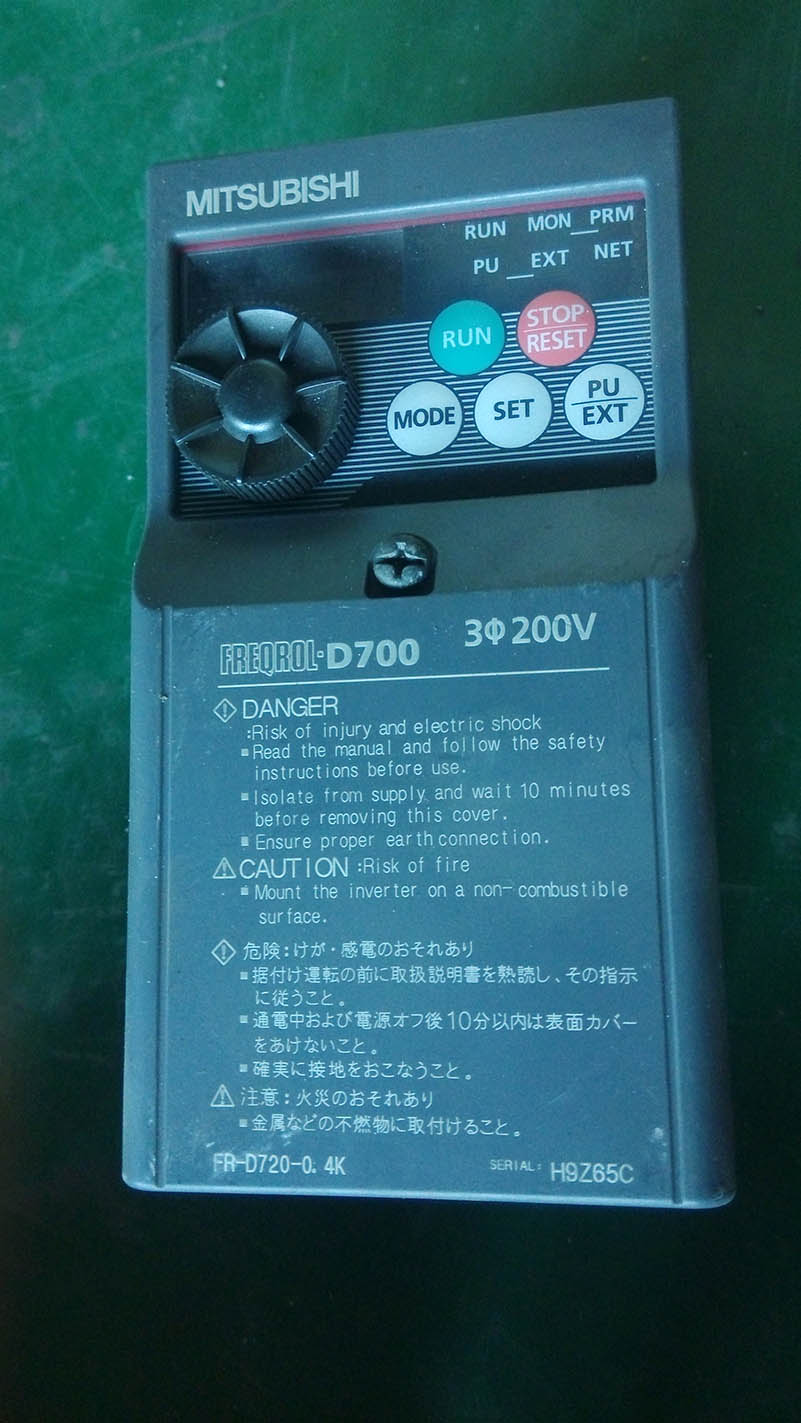 MITSUBISHI
RUN MON PRM
PU EXT NET
RUN
STOP
RESET
MODE
SET
PU
EXT
FREQROL-D700 3Φ200V
DANGER
:Risk of injury and electric shock
Read the manual and follow the safety
instructions before use.
Isolate from supply and wait 10 minutes
before removing this cover.
Ensure proper earth connection.
CAUTION :Risk of fire
Mount the inverter on a non-combustible
surface.
危険:けが・感電のおそれあり
据付け運転の前に取扱説明書を熟読し、その指示
に従うこと。
通電中および電源オフ後10分以内は表面カバー
をあけないこと。
確実に接地をおこなうこと。
注意:火災のおそれあり
金属などの不燃物に取付けること。
FR-D720-0.4K SERIAL: H9Z65C